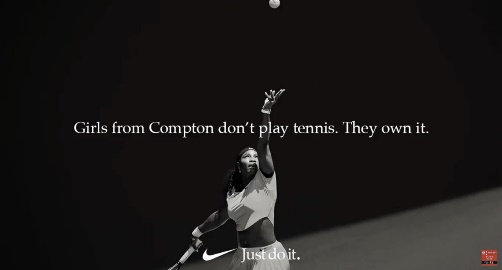 Girls from Compton don’t play tennis. They own it.
Just do it.